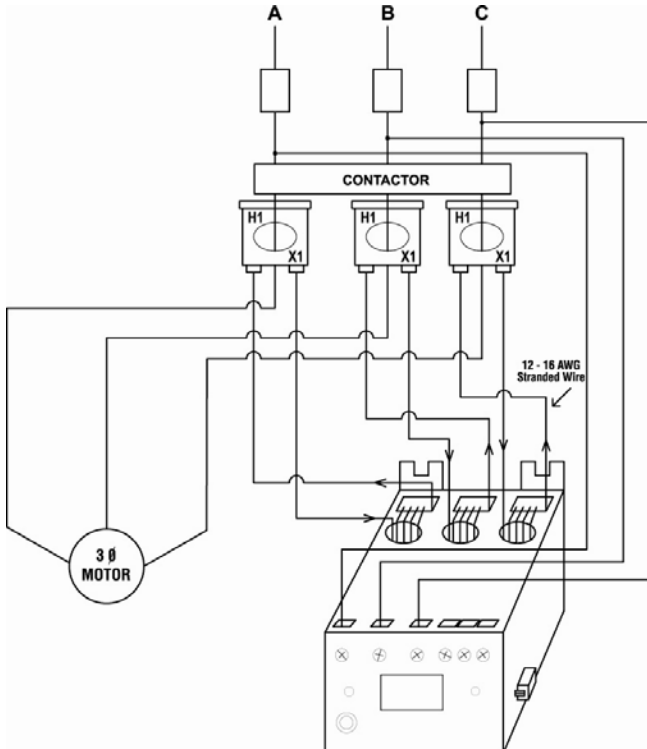 A B C
CONTACTOR
H1 H1 H1
X1 X1 X1
12 - 16 AWG
Stranded Wire
3 Ø
MOTOR